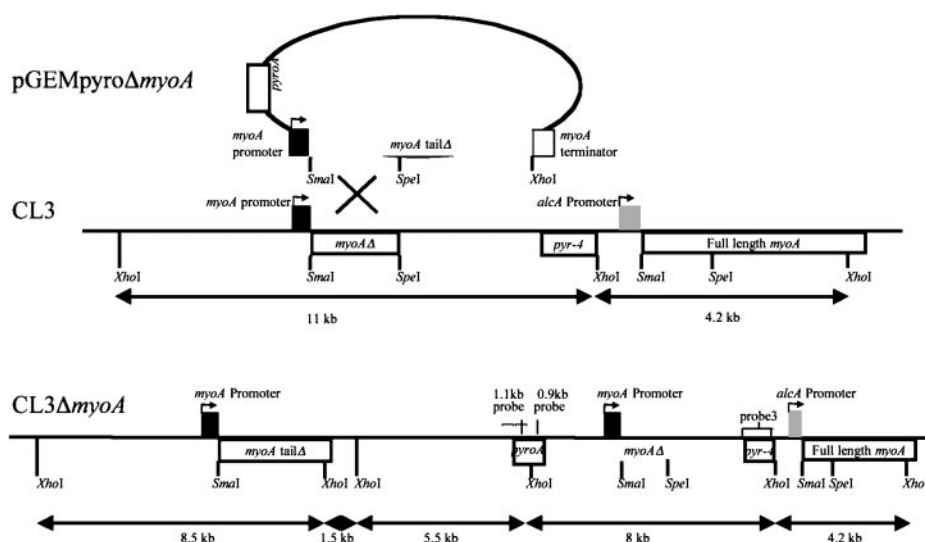 pGEMpyroΔmyoA
pyroA
myoA promoter
SmaI
myoA tailΔ
SpeI
myoA terminator
XhoI
CL3
myoA promoter
alcA Promoter
myoAΔ
pyr-4
Full length myoA
XhoI
SmaI
SpeI
XhoI
SmaI
SpeI
XhoI
11 kb
4.2 kb
CL3ΔmyoA
myoA Promoter
1.1kb probe
0.9kb probe
myoA Promoter
alcA Promoter
probe3
myoA tailΔ
pyroA
myoAΔ
pyr-4
Full length myoA
XhoI
SmaI
XhoI
XhoI
XhoI
SmaI
SpeI
XhoI
SmaI
SpeI
Xho
8.5 kb
1.5 kb
5.5 kb
8 kb
4.2 kb